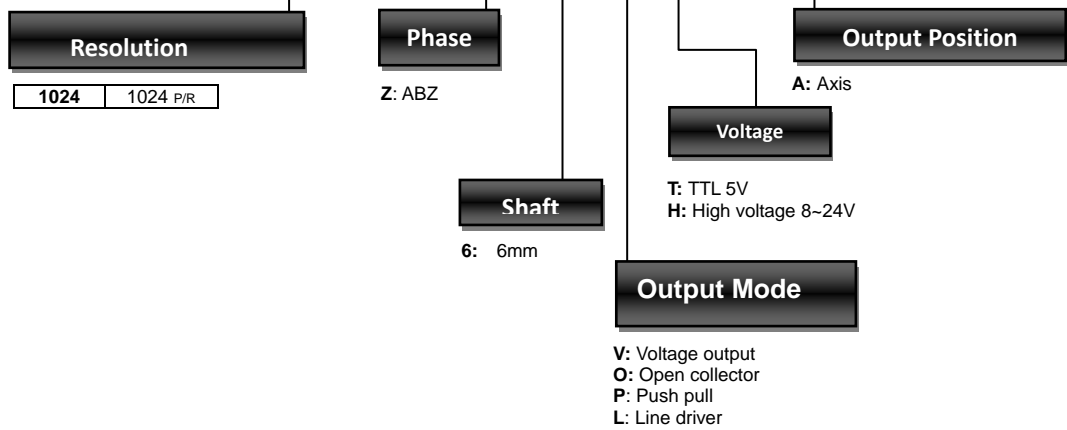 Resolution
1024 1024 P/R
Phase
Z: ABZ
Shaft
6: 6mm
Output Mode
V: Voltage output
O: Open collector
P: Push pull
L: Line driver
Voltage
T: TTL 5V
H: High voltage 8~24V
Output Position
A: Axis